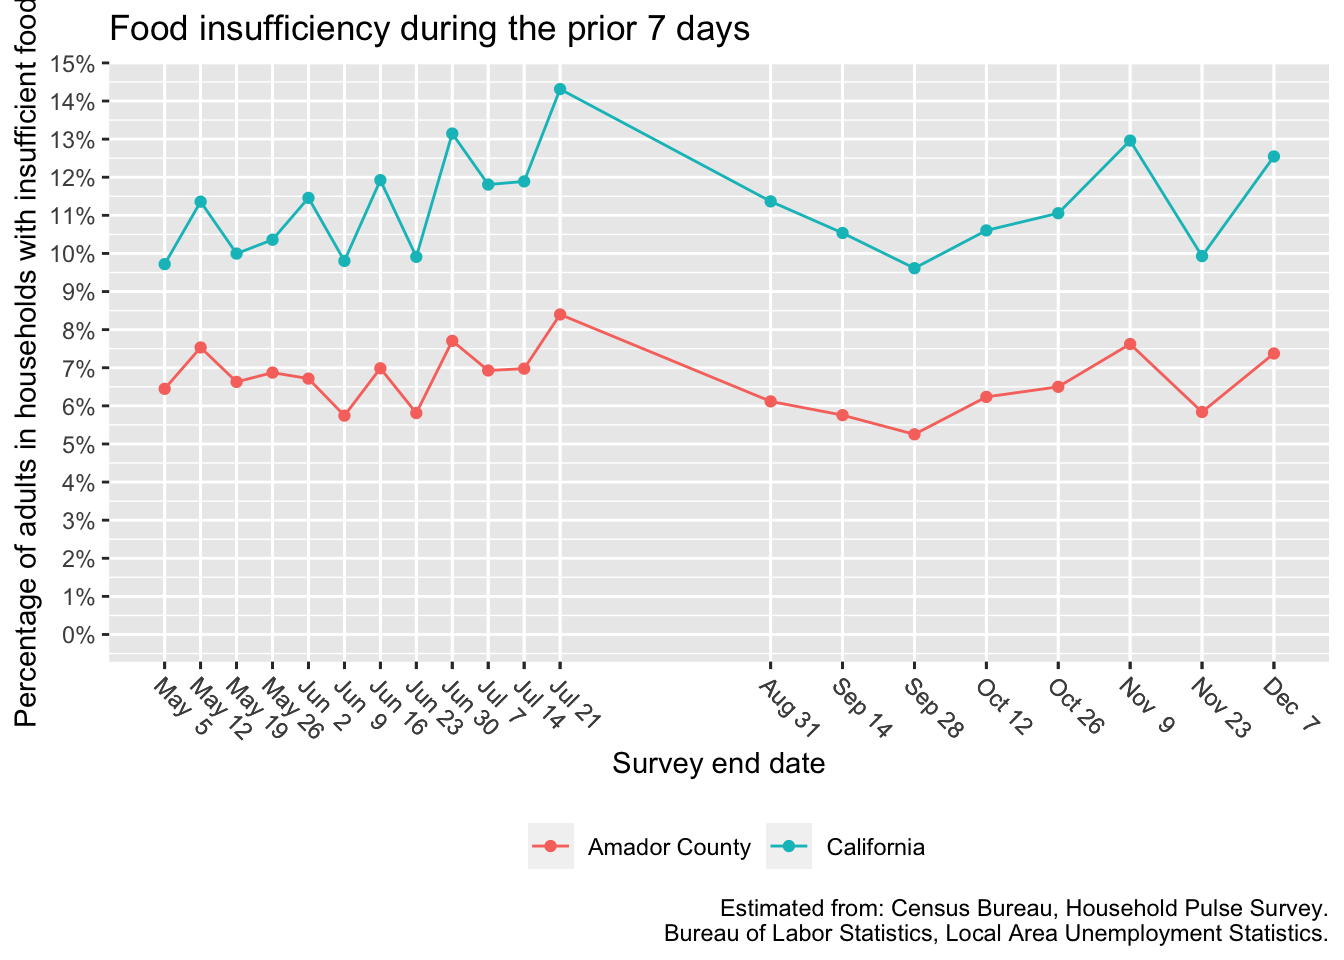 Food insufficiency during the prior 7 days
Percentage of adults in households with insufficient food
15%
14%
13%
12%
11%
10%
9%
8%
7%
6%
5%
4%
3%
2%
1%
0%
May 5
May 12
May 19
May 26
Jun 2
Jun 9
Jun 16
Jun 23
Jun 30
Jul 7
Jul 14
Jul 21
Aug 31
Sep 14
Sep 28
Oct 12
Oct 26
Nov 9
Nov 23
Dec 7
Survey end date
Amador County
California
Estimated from: Census Bureau, Household Pulse Survey.
Bureau of Labor Statistics, Local Area Unemployment Statistics.